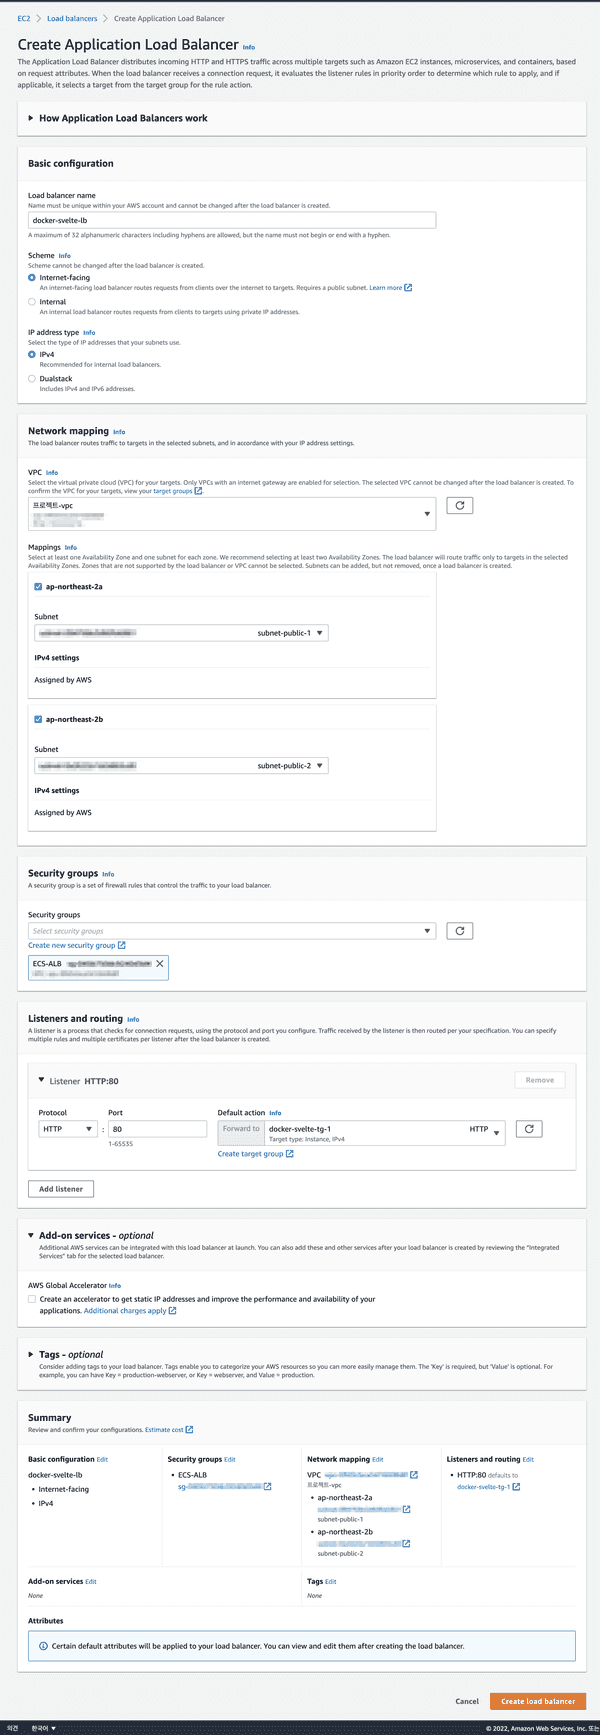 EC2 > Load balancers > Create Application Load Balancer
Create Application Load Balancer Info
The Application Load Balancer distributes incoming HTTP and HTTPS traffic across multiple targets such as Amazon EC2 instances, microservices, and containers, based
on request attributes. When the load balancer receives a connection request, it evaluates the listener rules in priority order to determine which rule to apply, and if
applicable, it selects a target from the target group for the rule action.
How Application Load Balancers work
Basic configuration
Load balancer name
Name must be unique within your AWS account and cannot be changed after the load balancer is created.
docker-svelte-lb
A maximum of 32 alphanumeric characters including hyphens are allowed, but the name must not begin or end with a hyphen.
Scheme Info
Scheme cannot be changed after the load balancer is created.
Internet-facing
An internet-facing load balancer routes requests from clients over the internet to targets. Requires a public subnet. Learn more
Internal
An internal load balancer routes requests from clients to targets using private IP addresses.
IP address type Info
Select the type of IP addresses that your subnets use.
IPv4
Recommended for internal load balancers.
Dualstack
Includes IPv4 and IPv6 addresses.
Network mapping Info
The load balancer routes traffic to targets in the selected subnets, and in accordance with your IP address settings.
VPC Info
Select the virtual private cloud (VPC) for your targets. Only VPCs with an internet gateway are enabled for selection. The selected VPC cannot be changed after the load balancer is created. To
confirm the VPC for your targets, view your target groups.
프로젝트-vpc
Mappings Info
Select at least one Availability Zone and one subnet for each zone. We recommend selecting at least two Availability Zones. The load balancer will route traffic only to targets in the selected
Availability Zones. Zones that are not supported by the load balancer or VPC cannot be selected. Subnets can be added, but not removed, once a load balancer is created.
ap-northeast-2a
Subnet
subnet-public-1
IPv4 settings
Assigned by AWS
ap-northeast-2b
Subnet
subnet-public-2
IPv4 settings
Assigned by AWS
Security groups Info
A security group is a set of firewall rules that control the traffic to your load balancer.
Security groups
Select security groups
Create new security group
ECS-ALB
Listeners and routing Info
A listener is a process that checks for connection requests, using the protocol and port you configure. Traffic received by the listener is then routed per your specification. You can specify
multiple rules and multiple certificates per listener after the load balancer is created.
Listener HTTP:80 Remove
Protocol Port Default action Info
HTTP : 80 Forward to docker-svelte-tg-1 HTTP
Target type: Instance, IPv4
1-65535
Create target group
Add listener
Add-on services - optional
Additional AWS services can be integrated with this load balancer at launch. You can also add these and other services after your load balancer is created by reviewing the "Integrated
Services" tab for the selected load balancer.
AWS Global Accelerator Info
Create an accelerator to get static IP addresses and improve the performance and availability of your
applications. Additional charges apply
Tags - optional
Consider adding tags to your load balancer. Tags enable you to categorize your AWS resources so you can more easily manage them. The 'Key' is required, but 'Value' is optional. For
example, you can have Key = production-webserver, or Key = webserver, and Value = production.
Summary
Review and confirm your configurations. Estimate cost
Basic configuration Edit
docker-svelte-lb
• Internet-facing
• IPv4
Security groups Edit
• ECS-ALB
sg-
Network mapping Edit
VPC
프로젝트-vpc
• ap-northeast-2a
subnet-public-1
• ap-northeast-2b
subnet-public-2
Listeners and routing Edit
• HTTP:80 defaults to
docker-svelte-tg-1
Add-on services Edit
None
Tags Edit
None
Attributes
Certain default attributes will be applied to your load balancer. You can view and edit them after creating the load balancer.
Cancel Create load balancer
의견 한국어 © 2022, Amazon Web Services, Inc. 또는